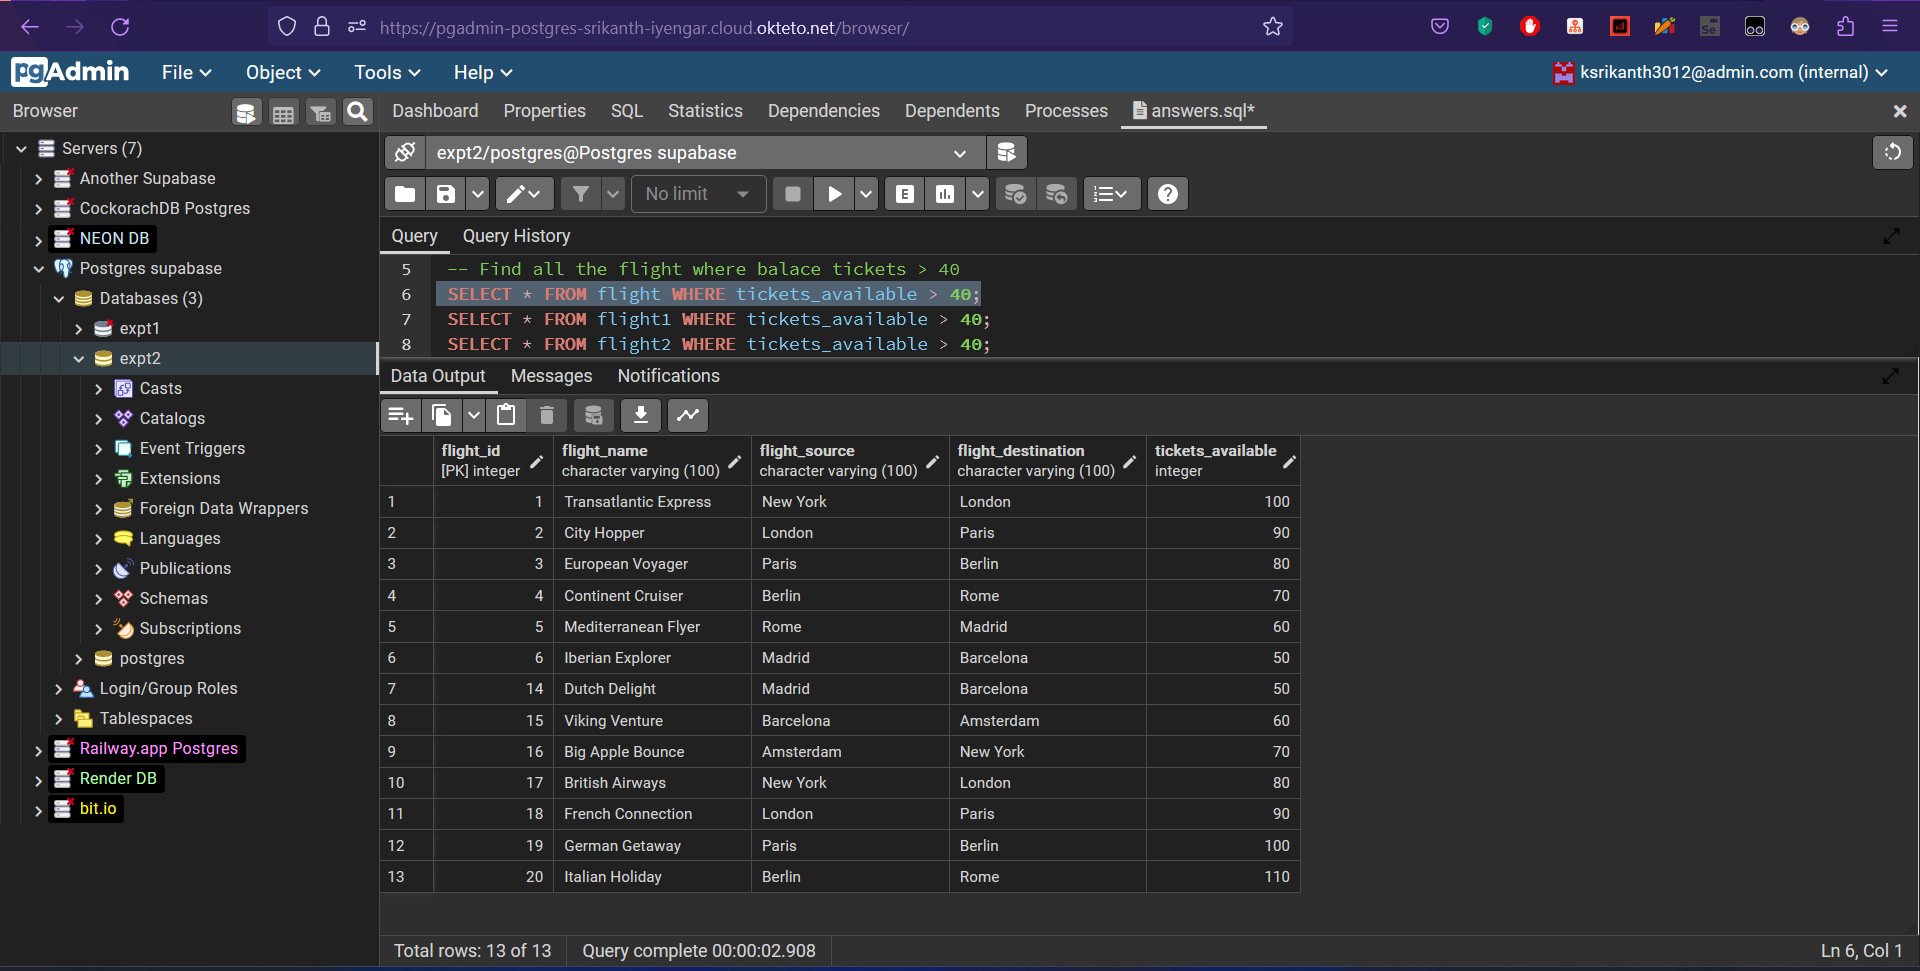 https://pgadmin-postgres-srikanth-iyengar.cloud.okteto.net/browser/
pgAdmin File Object Tools Help ksrikanth3012@admin.com (internal)
Browser
Dashboard Properties SQL Statistics Dependencies Dependents Processes answers.sql*
Servers (7)
Another Supabase
CockorachDB Postgres
NEON DB
Postgres supabase
Databases (3)
expt1
expt2
Casts
Catalogs
Event Triggers
Extensions
Foreign Data Wrappers
Languages
Publications
Schemas
Subscriptions
postgres
Login/Group Roles
Tablespaces
Railway.app Postgres
Render DB
bit.io
expt2/postgres@Postgres supabase
No limit
E
Query Query History
5 -- Find all the flight where balace tickets > 40
6 SELECT * FROM flight WHERE tickets_available > 40;
7 SELECT * FROM flight1 WHERE tickets_available > 40;
8 SELECT * FROM flight2 WHERE tickets_available > 40;
Data Output Messages Notifications
flight_id flight_name flight_source flight_destination tickets_available
[PK] integer character varying (100) character varying (100) character varying (100) integer
1 1 Transatlantic Express New York London 100
2 2 City Hopper London Paris 90
3 3 European Voyager Paris Berlin 80
4 4 Continent Cruiser Berlin Rome 70
5 5 Mediterranean Flyer Rome Madrid 60
6 6 Iberian Explorer Madrid Barcelona 50
7 14 Dutch Delight Madrid Barcelona 50
8 15 Viking Venture Barcelona Amsterdam 60
9 16 Big Apple Bounce Amsterdam New York 70
10 17 British Airways New York London 80
11 18 French Connection London Paris 90
12 19 German Getaway Paris Berlin 100
13 20 Italian Holiday Berlin Rome 110
Total rows: 13 of 13 Query complete 00:00:02.908 Ln 6, Col 1